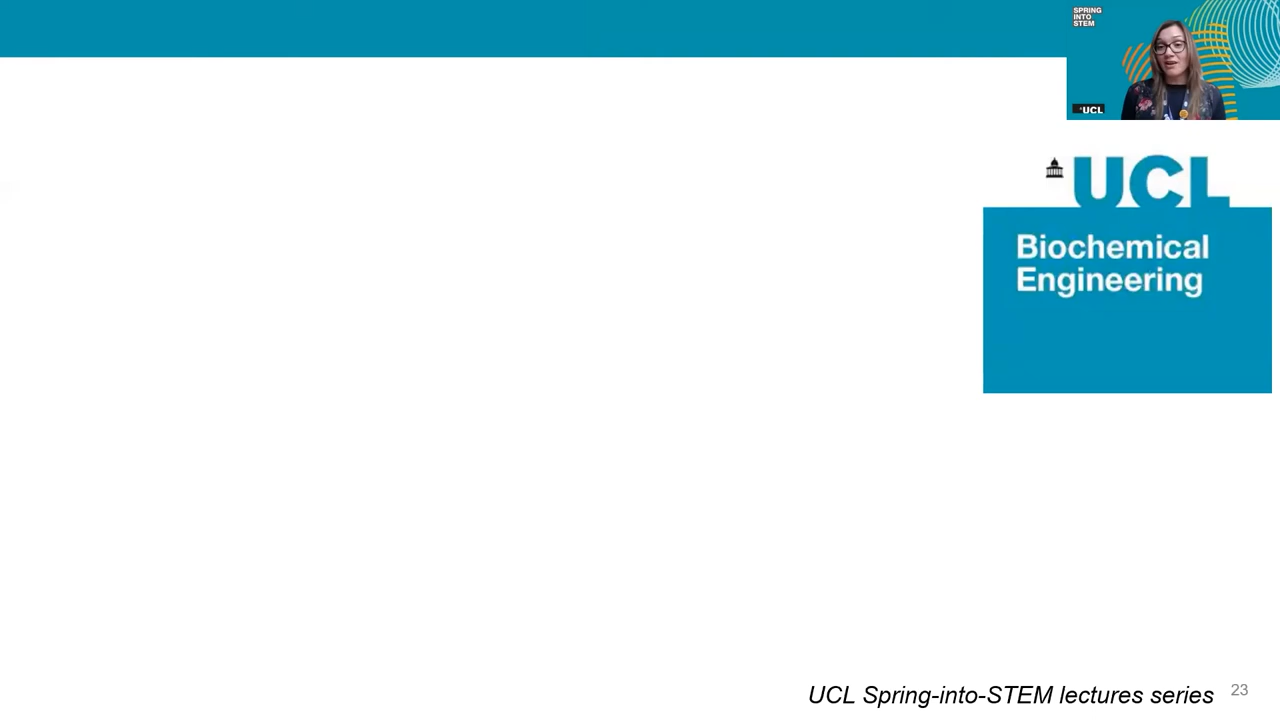 SPRING
INTO
STEM
UCL
UCL
Biochemical
Engineering
UCL Spring-into-STEM lectures series
23